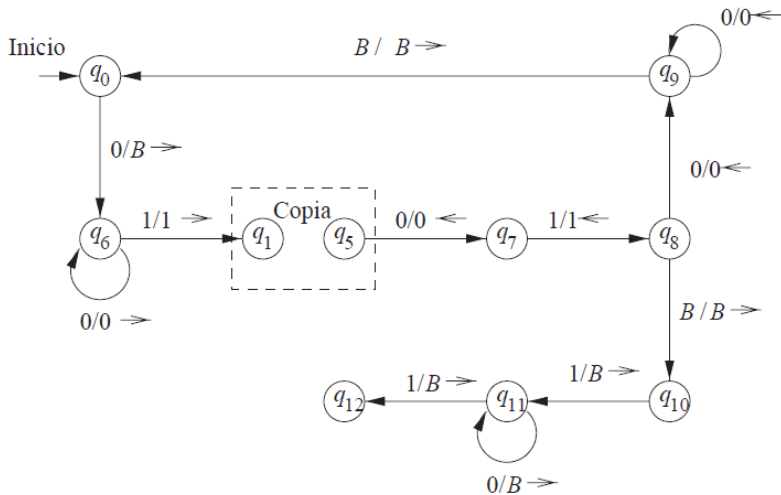 0/0 ←
Inicio
B / B →
q0
q9
0/B →
0/0 ←
Copia
1/1 →
0/0 ←
1/1 ←
q6
q1
q5
q7
q8
0/0 →
B / B →
1/B →
1/B →
q12
q11
q10
0/B →